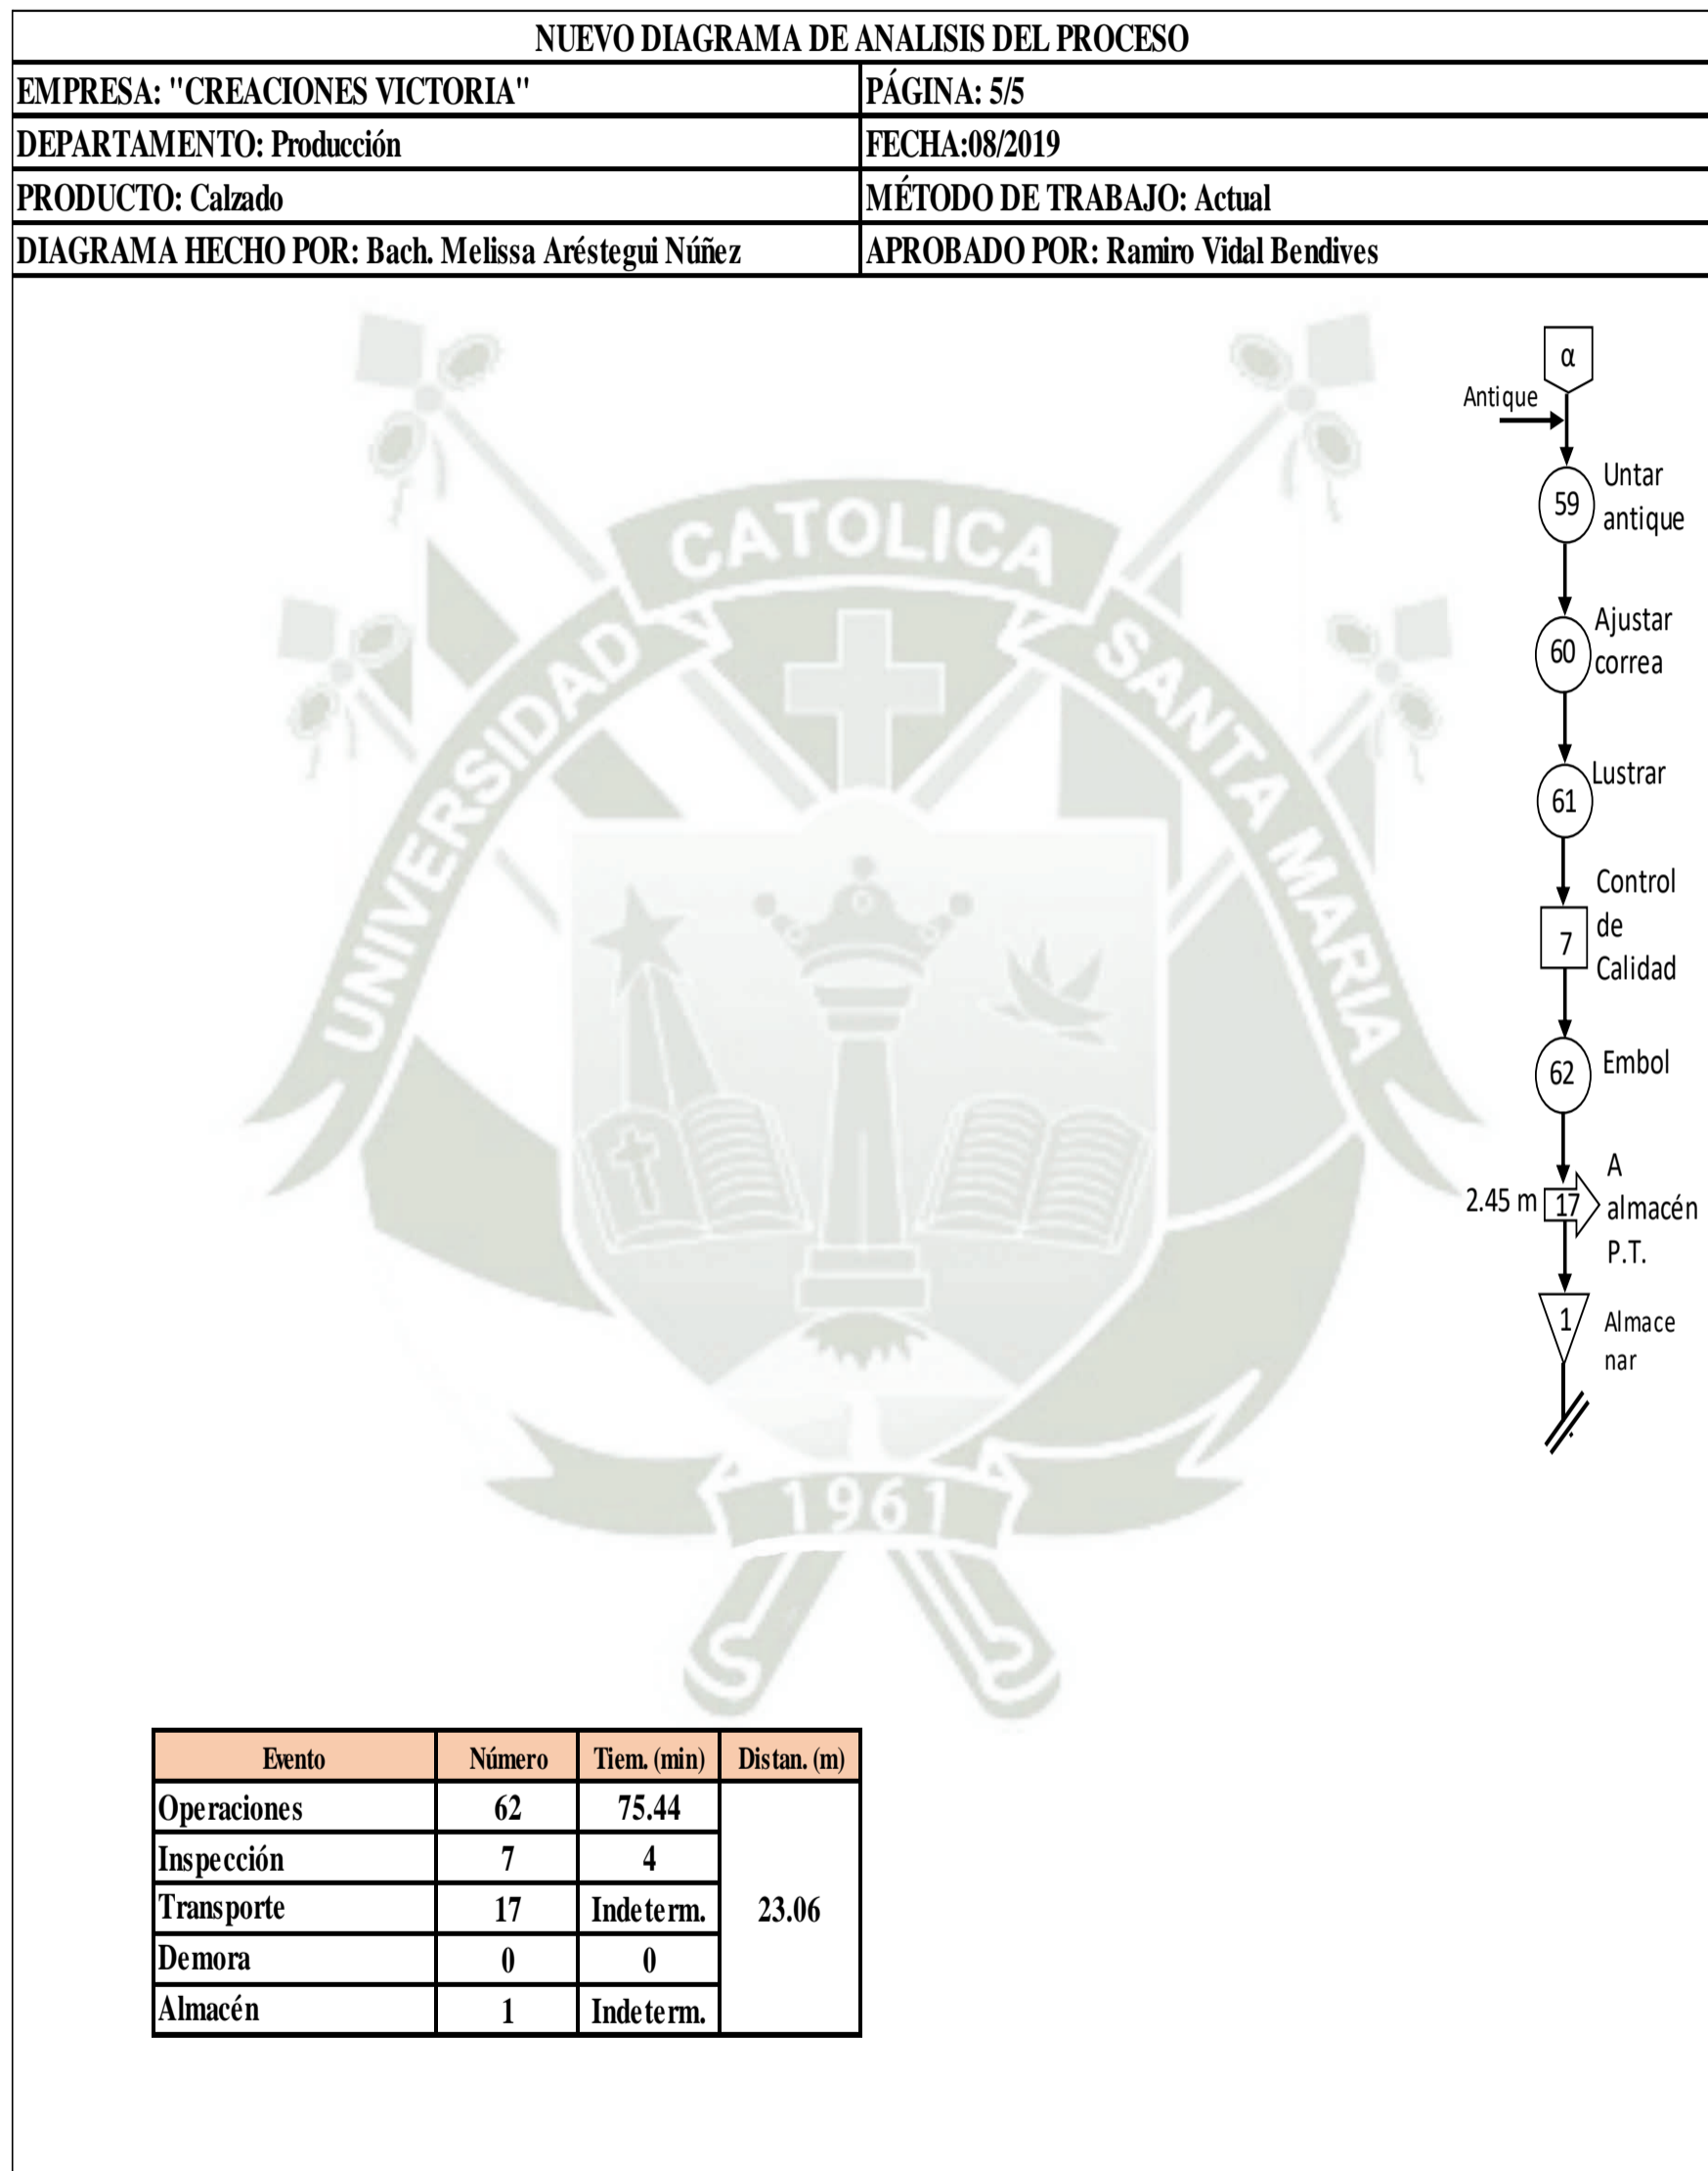 NUEVO DIAGRAMA DE ANALISIS DEL PROCESO
EMPRESA: "CREACIONES VICTORIA"
PÁGINA: 5/5
DEPARTAMENTO: Producción
FECHA:08/2019
PRODUCTO: Calzado
MÉTODO DE TRABAJO: Actual
DIAGRAMA HECHO POR: Bach. Melissa Aréstegui Núñez
APROBADO POR: Ramiro Vidal Bendives
α
Antique
59
Untar
antique
60
Ajustar
correa
61
Lustrar
7
Control
de
Calidad
62
Embol
2.45 m
17
A
almacén
P.T.
1
Almace
nar
UNIVERSIDAD
CATOLICA
SANTA MARIA
1961
Evento Número Tiem. (min) Distan. (m)
Operaciones 62 75.44
Inspección 7 4
Transporte 17 Indeterm. 23.06
Demora 0 0
Almacén 1 Indeterm.